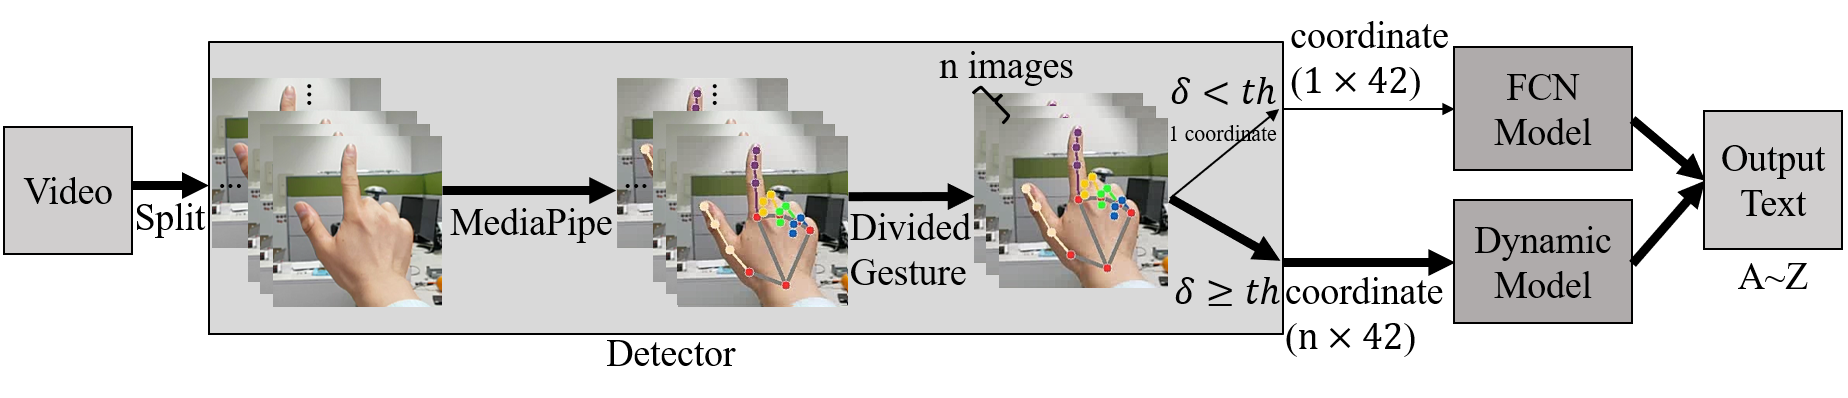 Video
Split
MediaPipe
Divided
Gesture
n images
δ < th
1 coordinate
δ ≥ th
Detector
coordinate
(1 × 42)
coordinate
(n × 42)
FCN
Model
Dynamic
Model
Output
Text
A~Z